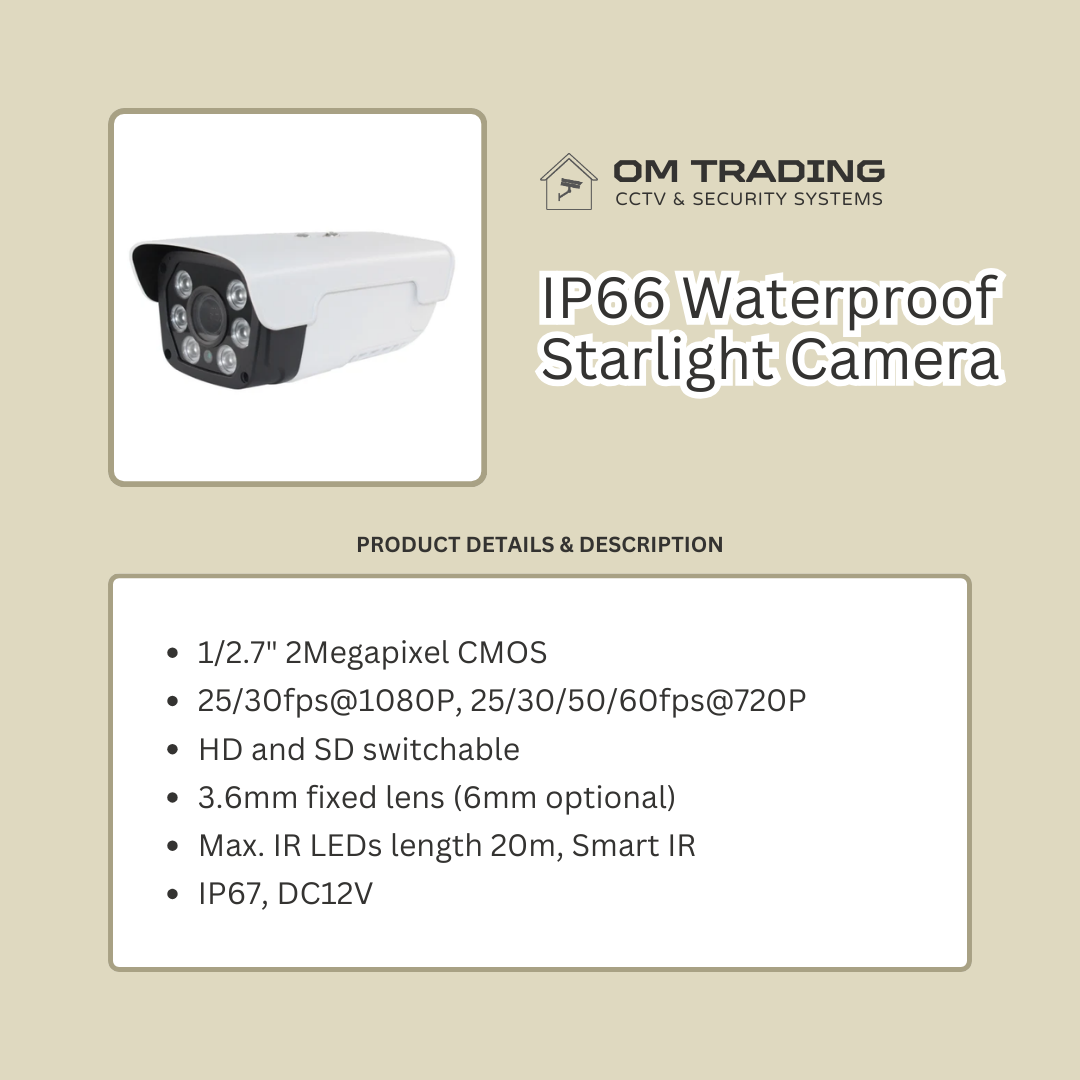 OM TRADING
CCTV & SECURITY SYSTEMS
IP66 Waterproof
Starlight Camera
PRODUCT DETAILS & DESCRIPTION
• 1/2.7" 2Megapixel CMOS
• 25/30fps@1080P, 25/30/50/60fps@720P
• HD and SD switchable
• 3.6mm fixed lens (6mm optional)
• Max. IR LEDs length 20m, Smart IR
• IP67, DC12V